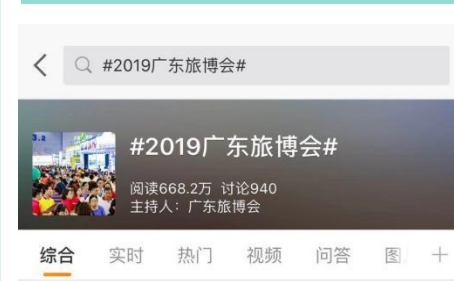 #2019广东旅博会#
3.2
#2019广东旅博会#
阅读668.2万 讨论940
主持人：广东旅博会
综合 实时 热门 视频 问答 图